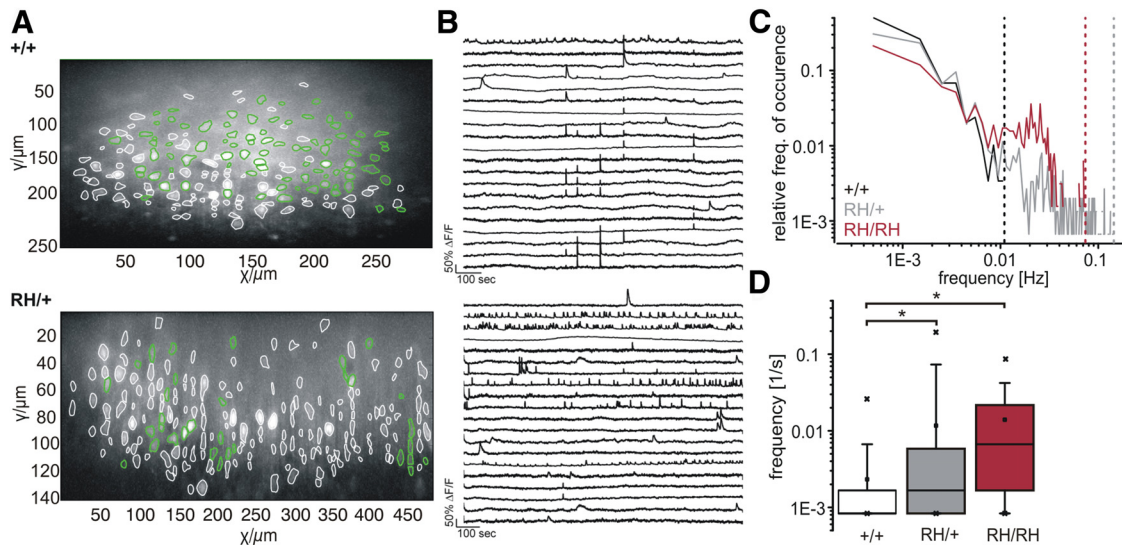 A
+/+
γ/μm
50
100
150
200
250
50 100 150 200 250
χ/μm
RH/+
γ/μm
20
40
60
80
100
120
140
50 100 150 200 250 300 350 400 450
χ/μm
B
50% ΔF/F
100 sec
50% ΔF/F
100 sec
C
relative freq. of occurence
0.1
0.01
1E-3
+/+
RH/+
RH/RH
1E-3 0.01 0.1
frequency [Hz]
D
*
*
frequency [1/s]
0.1
0.01
1E-3
+/+ RH/+ RH/RH